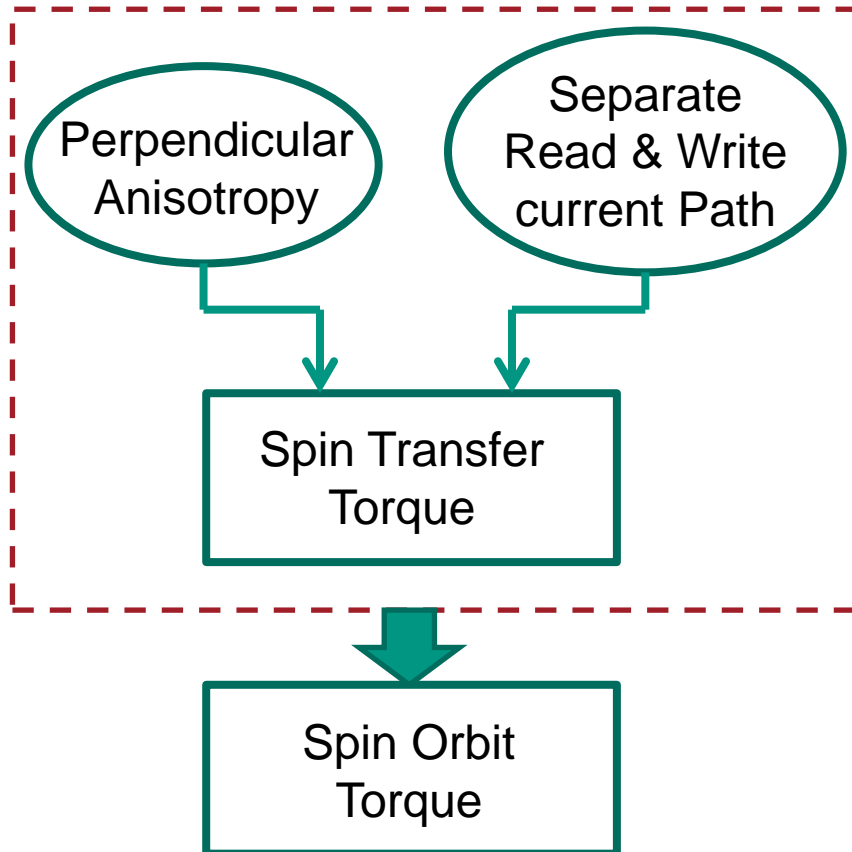 Perpendicular
Anisotropy
Separate
Read & Write
current Path
Spin Transfer
Torque
Spin Orbit
Torque